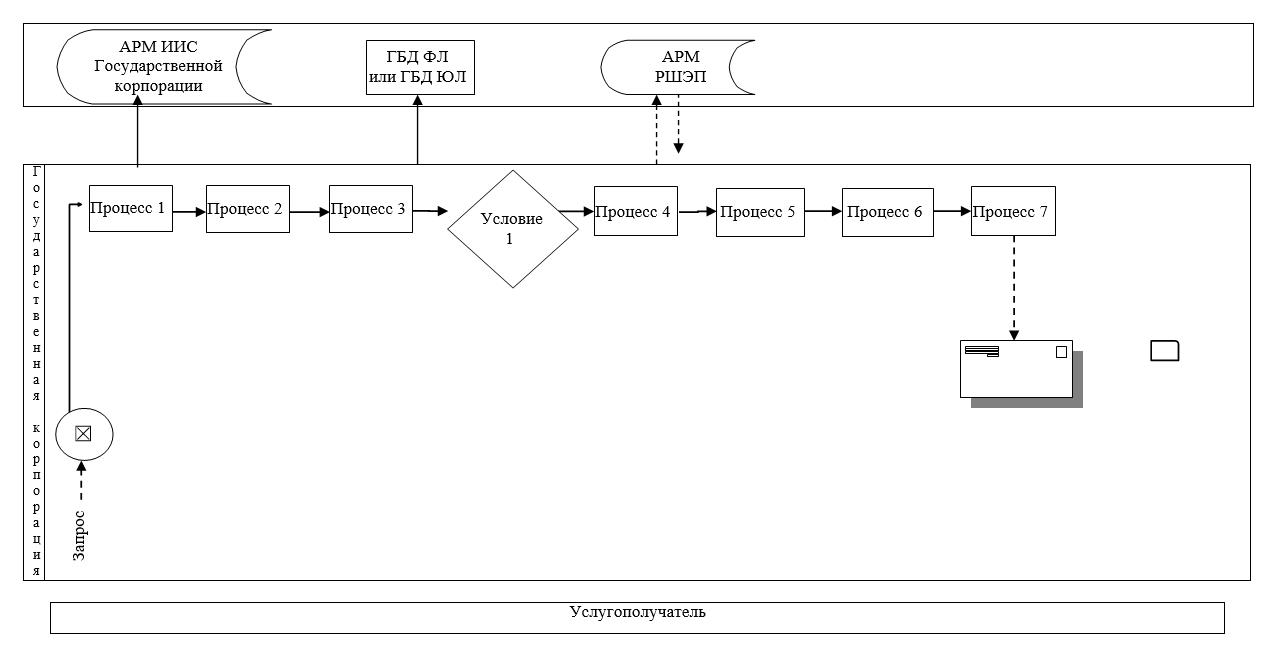 АРМ ИИС
Государственной
корпорации
ГБД ФЛ
или ГБД ЮЛ
АРМ
РШЭП
Государственная корпорация
Процесс 1
Процесс 2
Процесс 3
Условие
1
Процесс 4
Процесс 5
Процесс 6
Процесс 7
Запрос
Услугополучатель